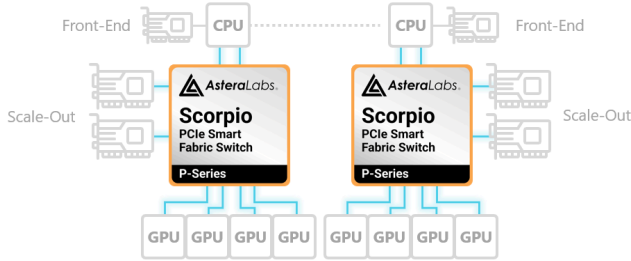 Front-End
CPU
CPU
Front-End
Scale-Out
AsteraLabs.
Scorpio
PCIe Smart
Fabric Switch
P-Series
AsteraLabs.
Scorpio
PCIe Smart
Fabric Switch
P-Series
Scale-Out
GPU
GPU
GPU
GPU
GPU
GPU
GPU
GPU